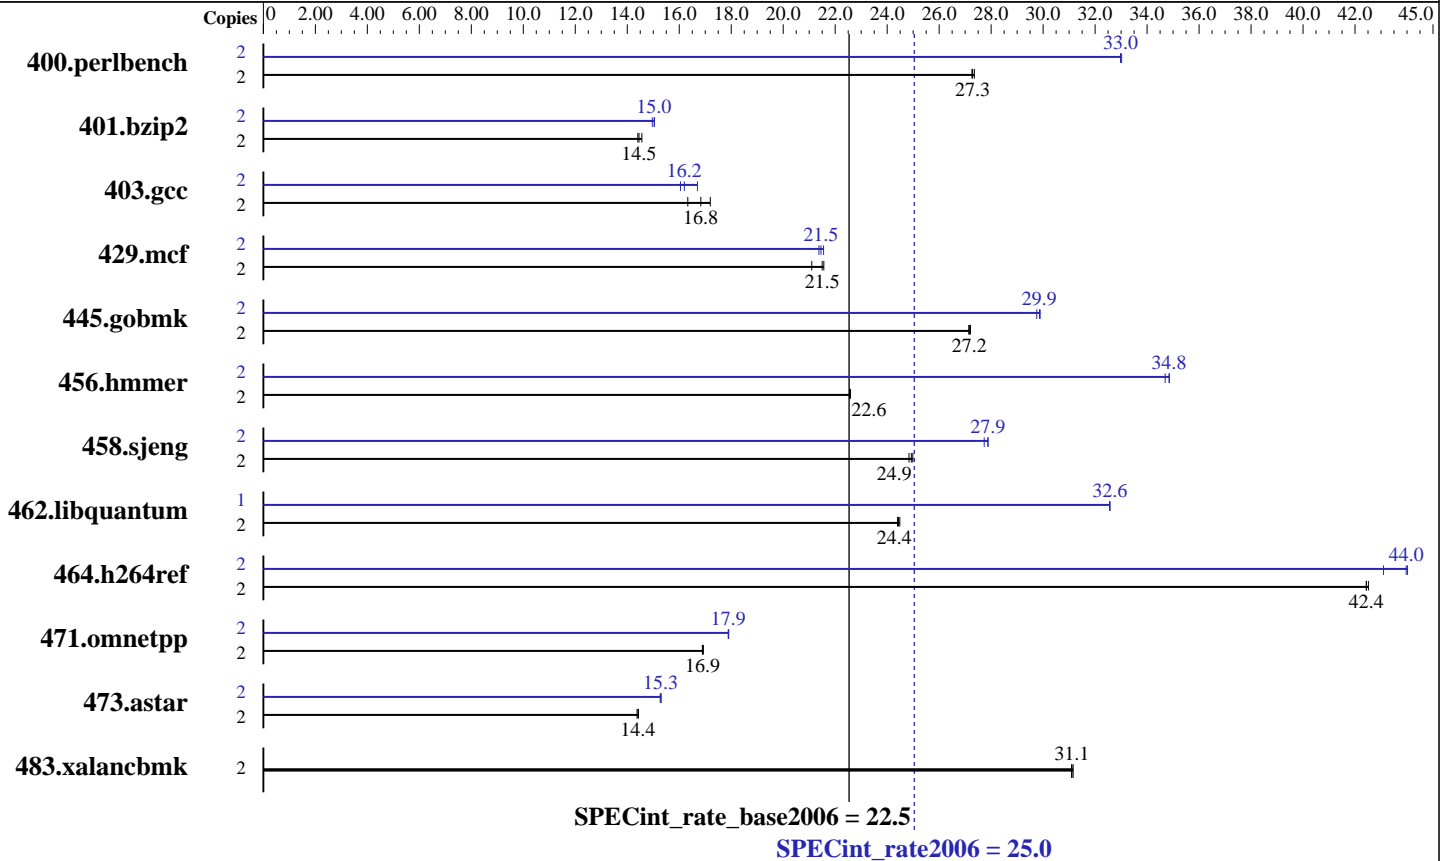 Copies 0 2.00 4.00 6.00 8.00 10.0 12.0 14.0 16.0 18.0 20.0 22.0 24.0 26.0 28.0 30.0 32.0 34.0 36.0 38.0 40.0 42.0 45.0
400.perlbench 2 33.0
2 27.3
401.bzip2 2 15.0
2 14.5
403.gcc 2 16.2
2 16.8
429.mcf 2 21.5
2 21.5
445.gobmk 2 29.9
2 27.2
456.hmmer 2 34.8
2 22.6
458.sjeng 2 27.9
2 24.9
462.libquantum 1 32.6
2 24.4
464.h264ref 2 44.0
2 42.4
471.omnetpp 2 17.9
2 16.9
473.astar 2 15.3
2 14.4
483.xalancbmk 2 31.1
SPECint_rate_base2006 = 22.5
SPECint_rate2006 = 25.0